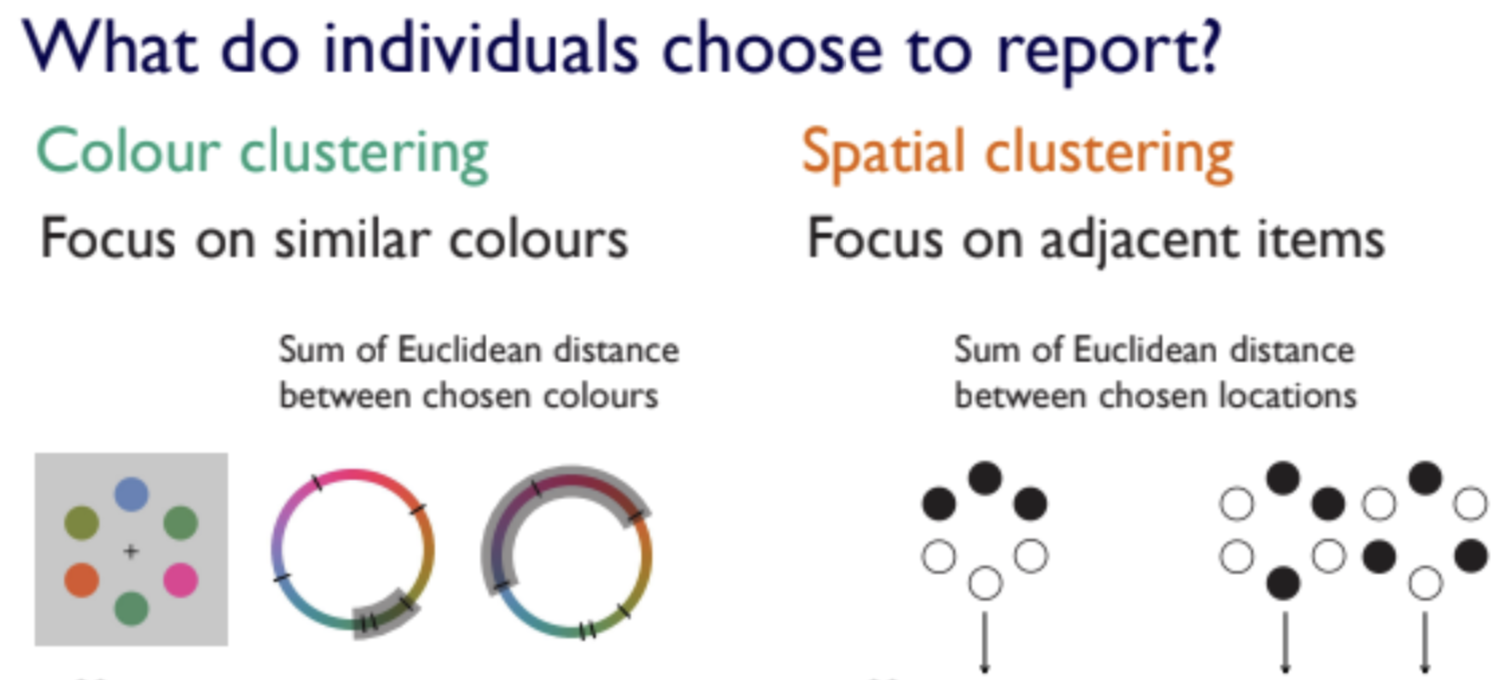 What do individuals choose to report?
Colour clustering
Focus on similar colours
Sum of Euclidean distance
between chosen colours
Spatial clustering
Focus on adjacent items
Sum of Euclidean distance
between chosen locations